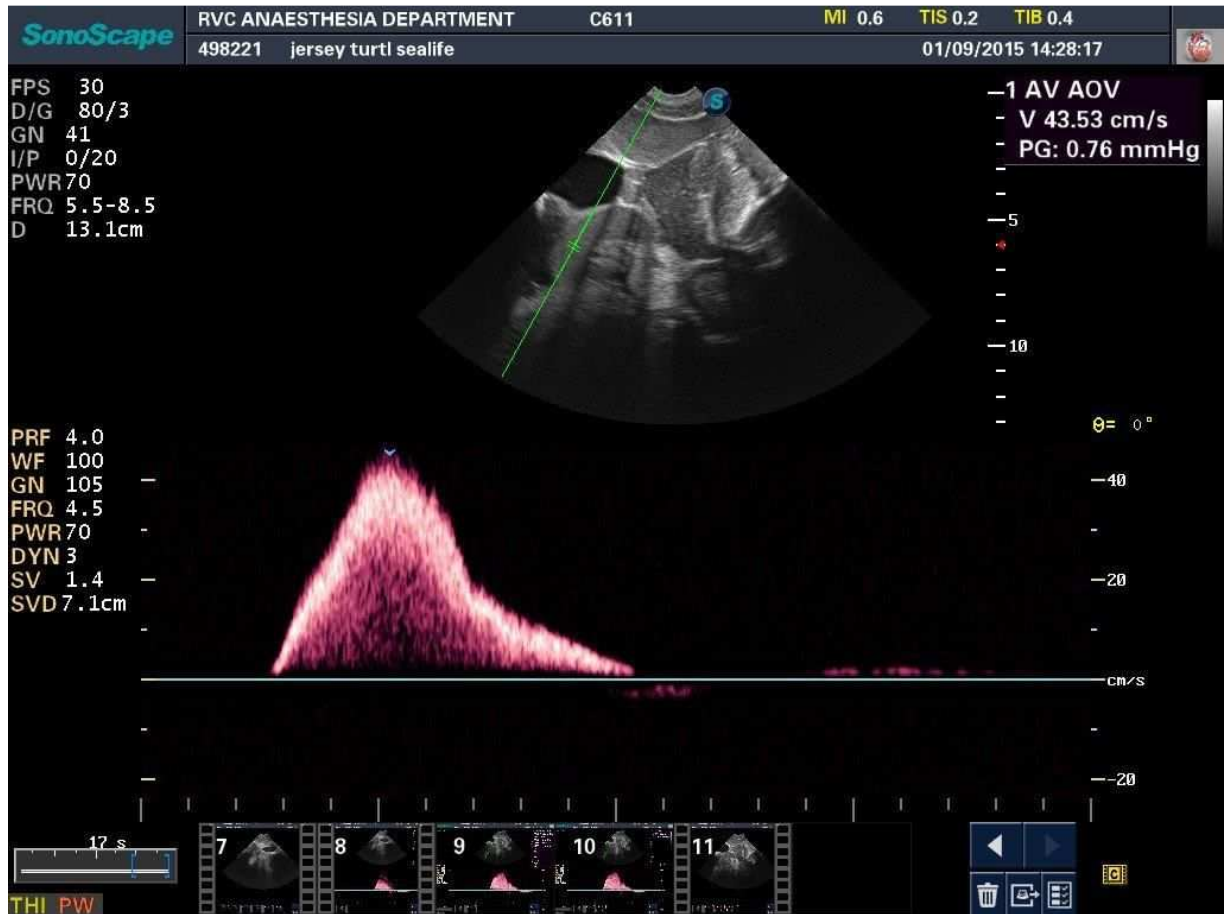 SonoScape
RVC ANAESTHESIA DEPARTMENT C611 MI 0.6 TIS 0.2 TIB 0.4
498221 jersey turtl sealife 01/09/2015 14:28:17
FPS 30
D/G 80/3
GN 41
I/P 0/20
PWR 70
FRQ 5.5-8.5
D 13.1cm
S
1 AV AOV
V 43.53 cm/s
PG: 0.76 mmHg
5
10
θ= 0°
PRF 4.0
WF 100
GN 105
FRQ 4.5
PWR 70
DYN 3
SV 1.4
SVD 7.1cm
40
20
cm/s
-20
17 s
7 8 9 10 11
C
THI PW